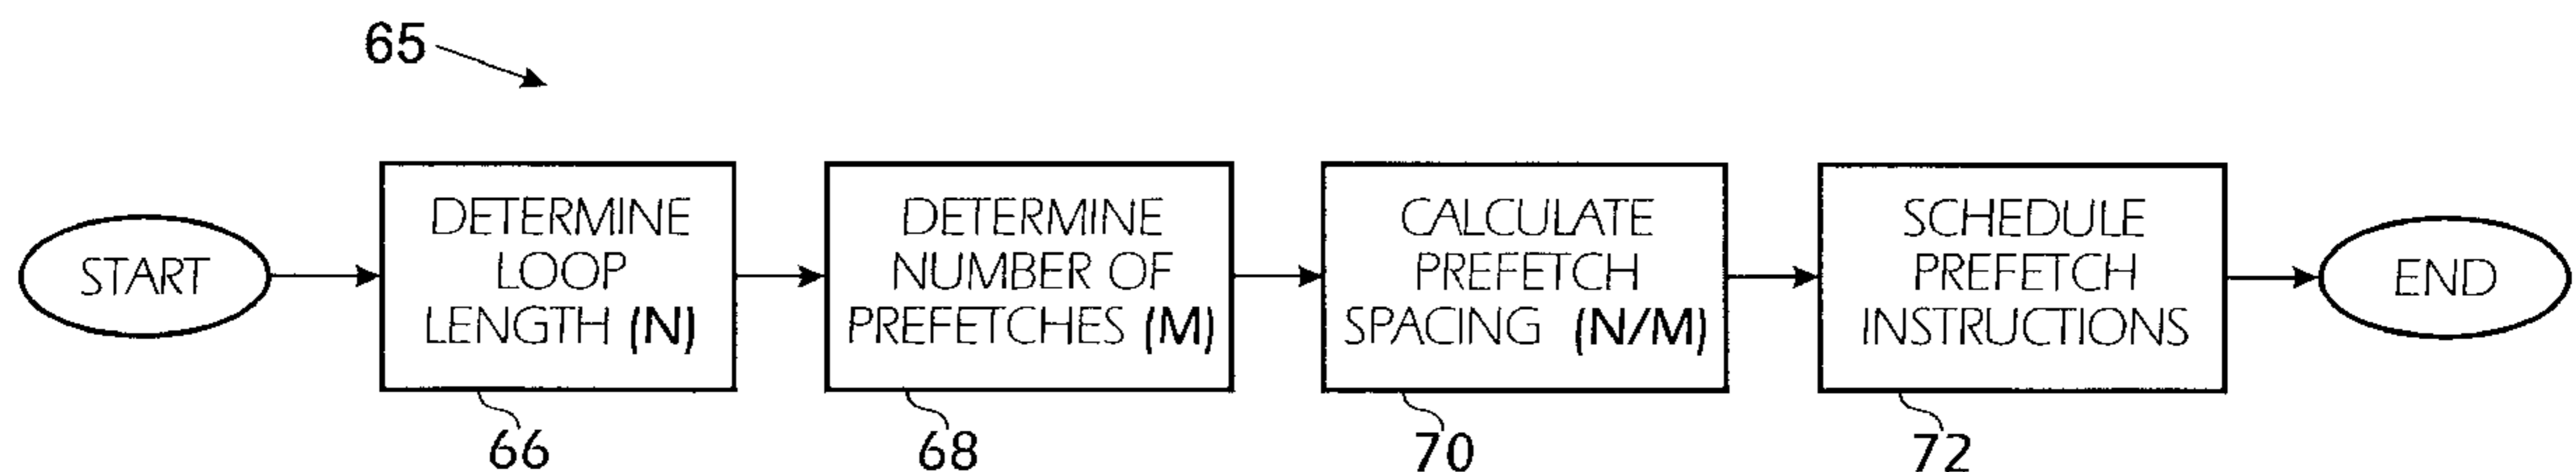 65
START
DETERMINE
LOOP
LENGTH (N)
DETERMINE
NUMBER OF
PREFETCHES (M)
CALCULATE
PREFETCH
SPACING (N/M)
SCHEDULE
PREFETCH
INSTRUCTIONS
END
66
68
70
72